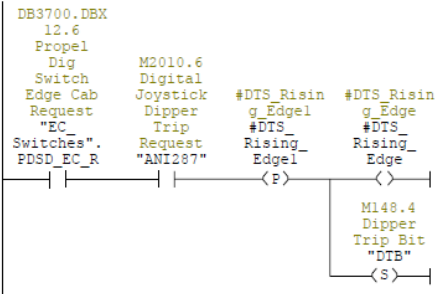 DB3700.DBX
12.6
Propel
Dig
Switch
Edge Cab
Request
"EC_
Switches".
PDSD_EC_R
M2010.6
Digital
Joystick
Dipper
Trip
Request
"ANI287"
#DTS_Risin
g_Edge1
#DTS_
Rising_
Edge1
P
#DTS_Risin
g_Edge
#DTS_
Rising_
Edge
M148.4
Dipper
Trip Bit
"DTB"
S